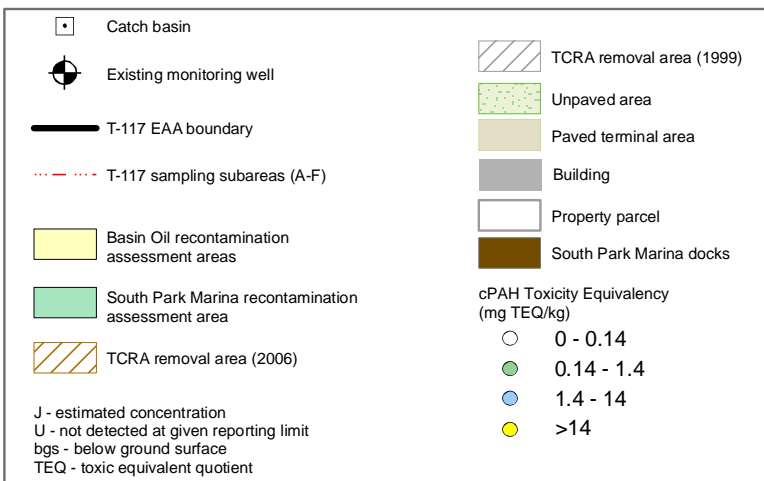 Catch basin
Existing monitoring well
T-117 EAA boundary
T-117 sampling subareas (A-F)
Basin Oil recontamination
assessment areas
South Park Marina recontamination
assessment area
TCRA removal area (2006)
J - estimated concentration
U - not detected at given reporting limit
bgs - below ground surface
TEQ - toxic equivalent quotient
TCRA removal area (1999)
Unpaved area
Paved terminal area
Building
Property parcel
South Park Marina docks
cPAH Toxicity Equivalency
(mg TEQ/kg)
0 - 0.14
0.14 - 1.4
1.4 - 14
>14